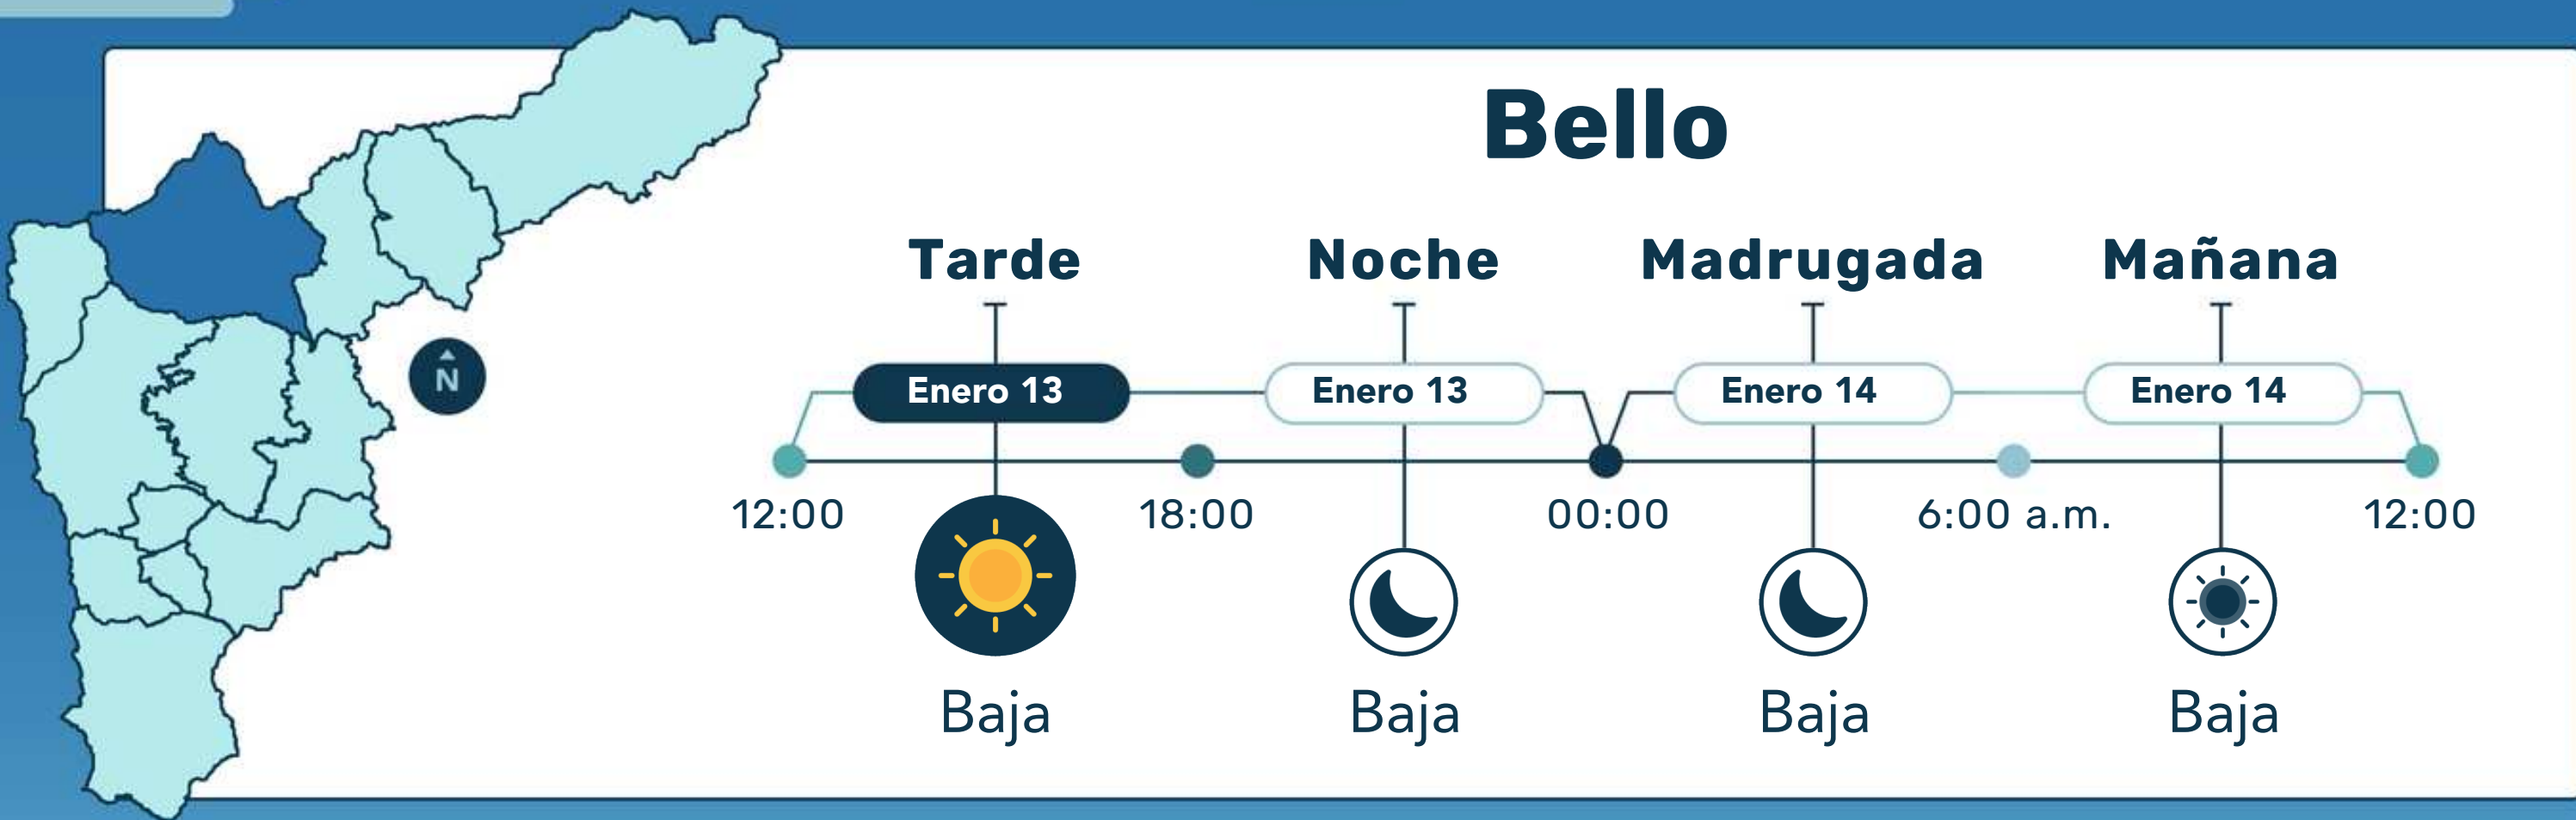 Bello
Tarde Noche Madrugada Mañana
N
Enero 13 Enero 13 Enero 14 Enero 14
12:00 18:00 00:00 6:00 a.m. 12:00
Baja Baja Baja Baja